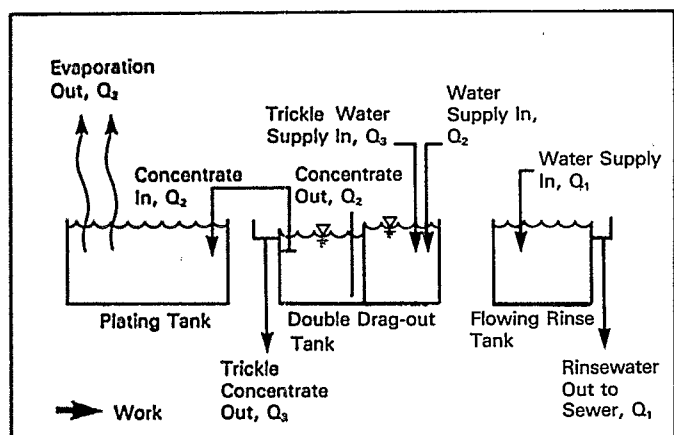 Evaporation
Out, Q₂
Trickle Water
Supply In, Q₃
Water
Supply In,
Q₂
Concentrate
In, Q₂
Concentrate
Out, Q₂
Water Supply
In, Q₁
Plating Tank
Double Drag-out
Tank
Flowing Rinse
Tank
Trickle
Concentrate
Out, Q₃
Rinsewater
Out to
Sewer, Q₁
Work